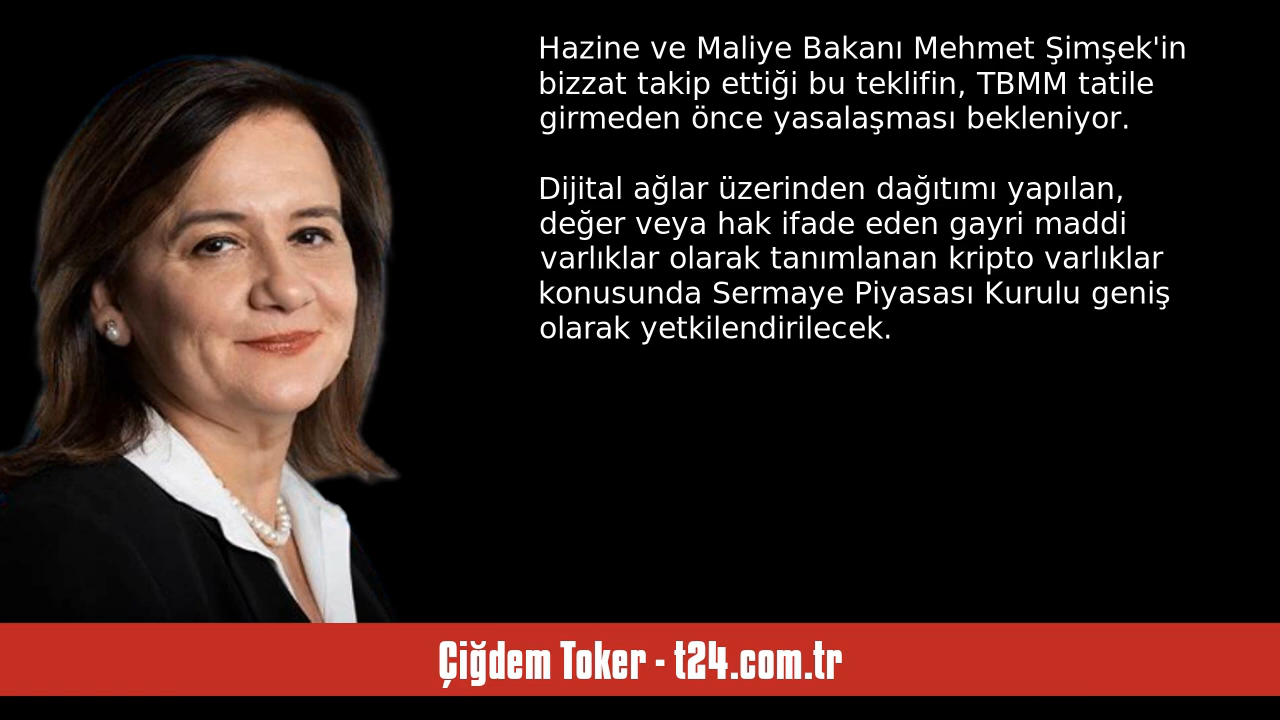 Hazine ve Maliye Bakanı Mehmet Şimşek'in
bizzat takip ettiği bu teklifin, TBMM tatile
girmeden önce yasalaşması bekleniyor.
Dijital ağlar üzerinden dağıtımı yapılan,
değer veya hak ifade eden gayri maddi
varlıklar olarak tanımlanan kripto varlıklar
konusunda Sermaye Piyasası Kurulu geniş
olarak yetkilendirilecek.
Çiğdem Toker - t24.com.tr